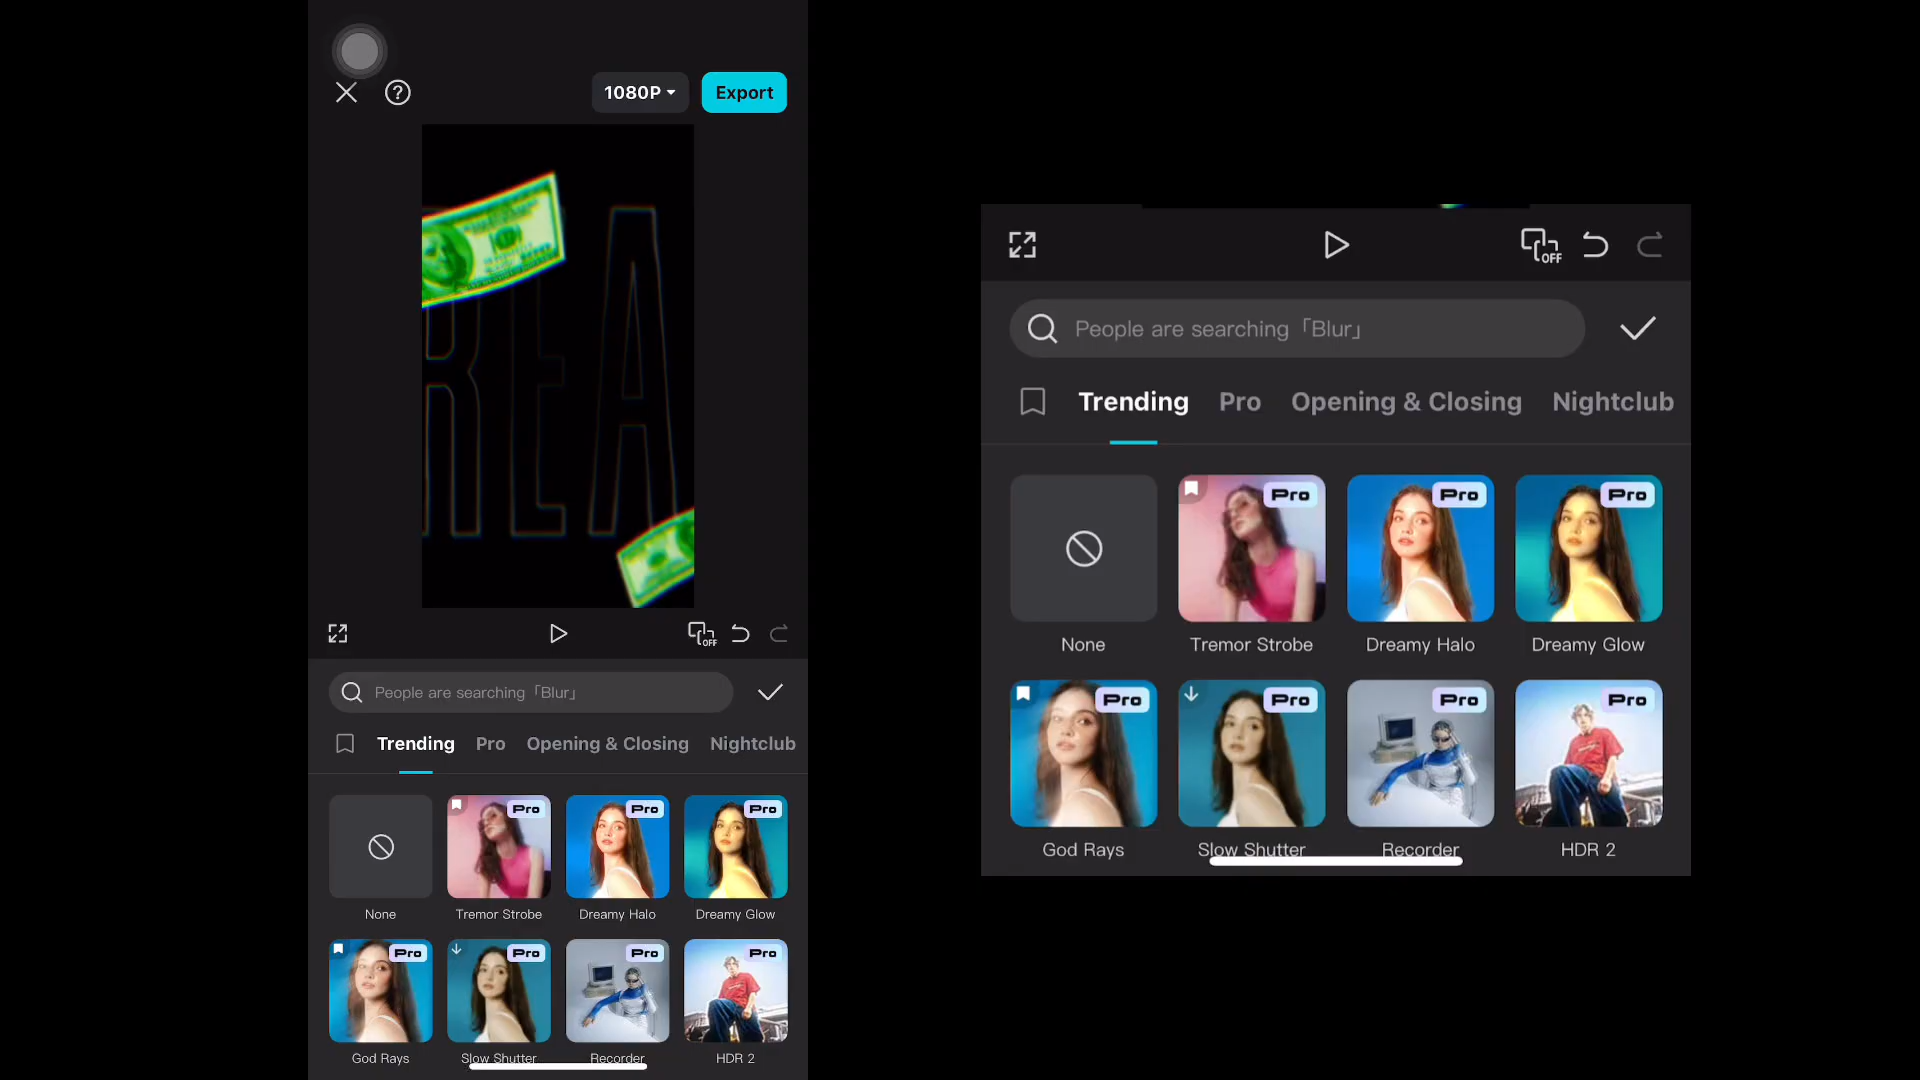 1080P
Export
REA
OFF
People are searching「Blur」
Trending Pro Opening & Closing Nightclub
Pro Pro Pro
None Tremor Strobe Dreamy Halo Dreamy Glow
Pro Pro Pro Pro
God Rays Slow Shutter Recorder HDR 2
OFF
People are searching「Blur」
Trending Pro Opening & Closing Nightclub
Pro Pro Pro
None Tremor Strobe Dreamy Halo Dreamy Glow
Pro Pro Pro Pro
God Rays Slow Shutter Recorder HDR 2